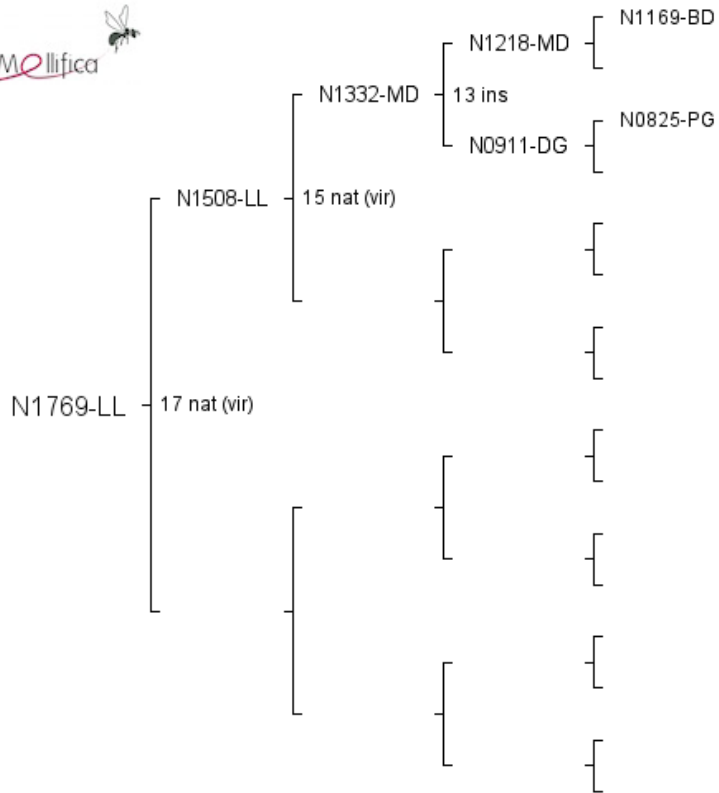 Mellifica
N1169-BD
N1218-MD
N1332-MD
13 ins
N0825-PG
N0911-DG
N1508-LL
15 nat (vir)
N1769-LL
17 nat (vir)